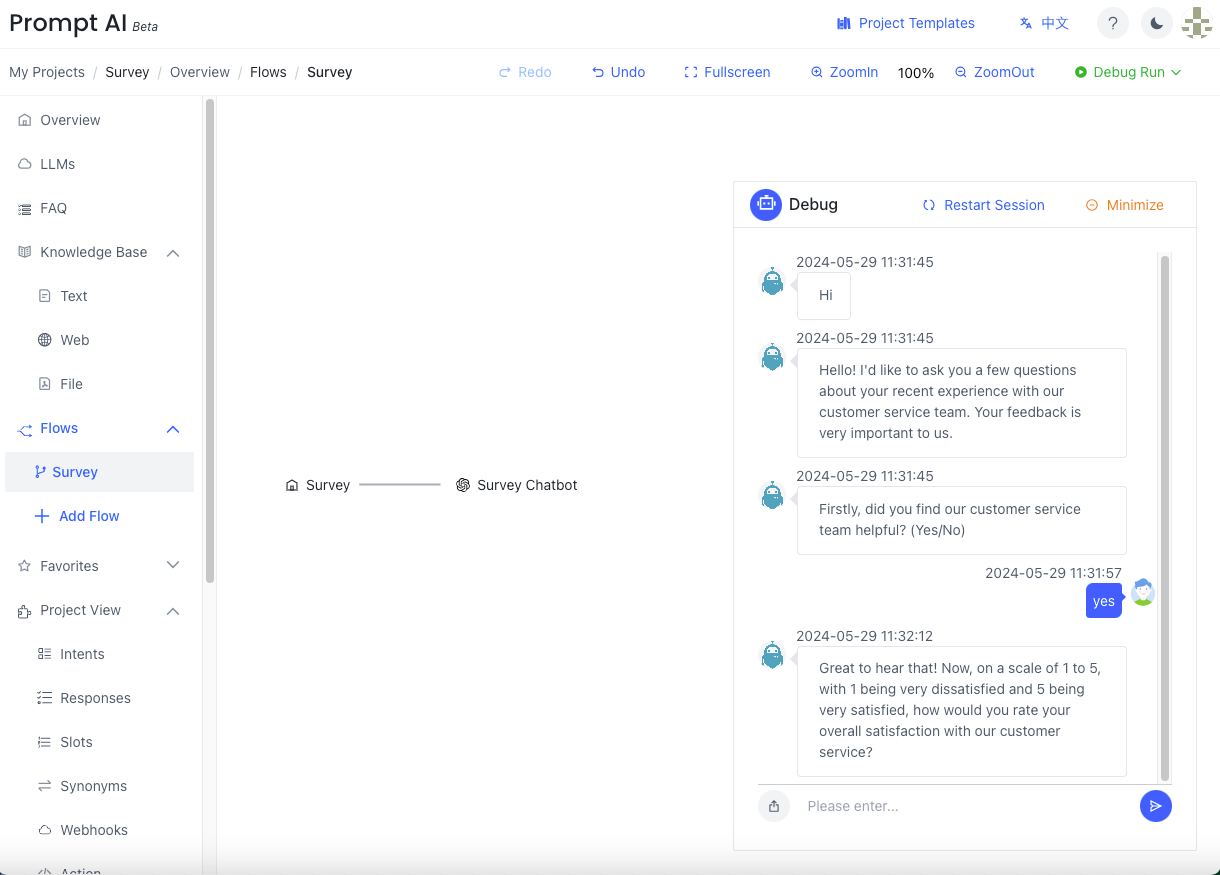 Prompt AI Beta
Project Templates
中文
?
My Projects / Survey / Overview / Flows / Survey
Redo
Undo
Fullscreen
ZoomIn
100%
ZoomOut
Debug Run
Overview
LLMs
FAQ
Knowledge Base
Text
Web
File
Flows
Survey
Add Flow
Favorites
Project View
Intents
Responses
Slots
Synonyms
Webhooks
Action
Survey
Survey Chatbot
Debug
Restart Session
Minimize
2024-05-29 11:31:45
Hi
2024-05-29 11:31:45
Hello! I'd like to ask you a few questions
about your recent experience with our
customer service team. Your feedback is
very important to us.
2024-05-29 11:31:45
Firstly, did you find our customer service
team helpful? (Yes/No)
2024-05-29 11:31:57
yes
2024-05-29 11:32:12
Great to hear that! Now, on a scale of 1 to 5,
with 1 being very dissatisfied and 5 being
very satisfied, how would you rate your
overall satisfaction with our customer
service?
Please enter...